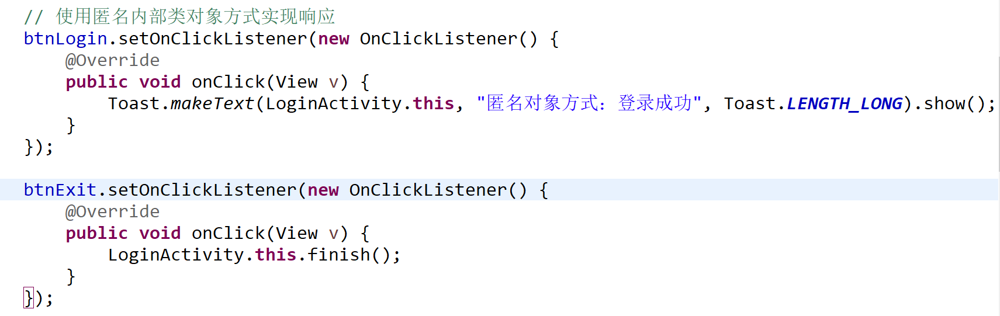 // 使用匿名内部类对象方式实现响应
btnLogin.setOnClickListener(new OnClickListener() {
    @Override
    public void onClick(View v) {
        Toast.makeText(LoginActivity.this, "匿名对象方式：登录成功", Toast.LENGTH_LONG).show();
    }
});

btnExit.setOnClickListener(new OnClickListener() {
    @Override
    public void onClick(View v) {
        LoginActivity.this.finish();
    }
});